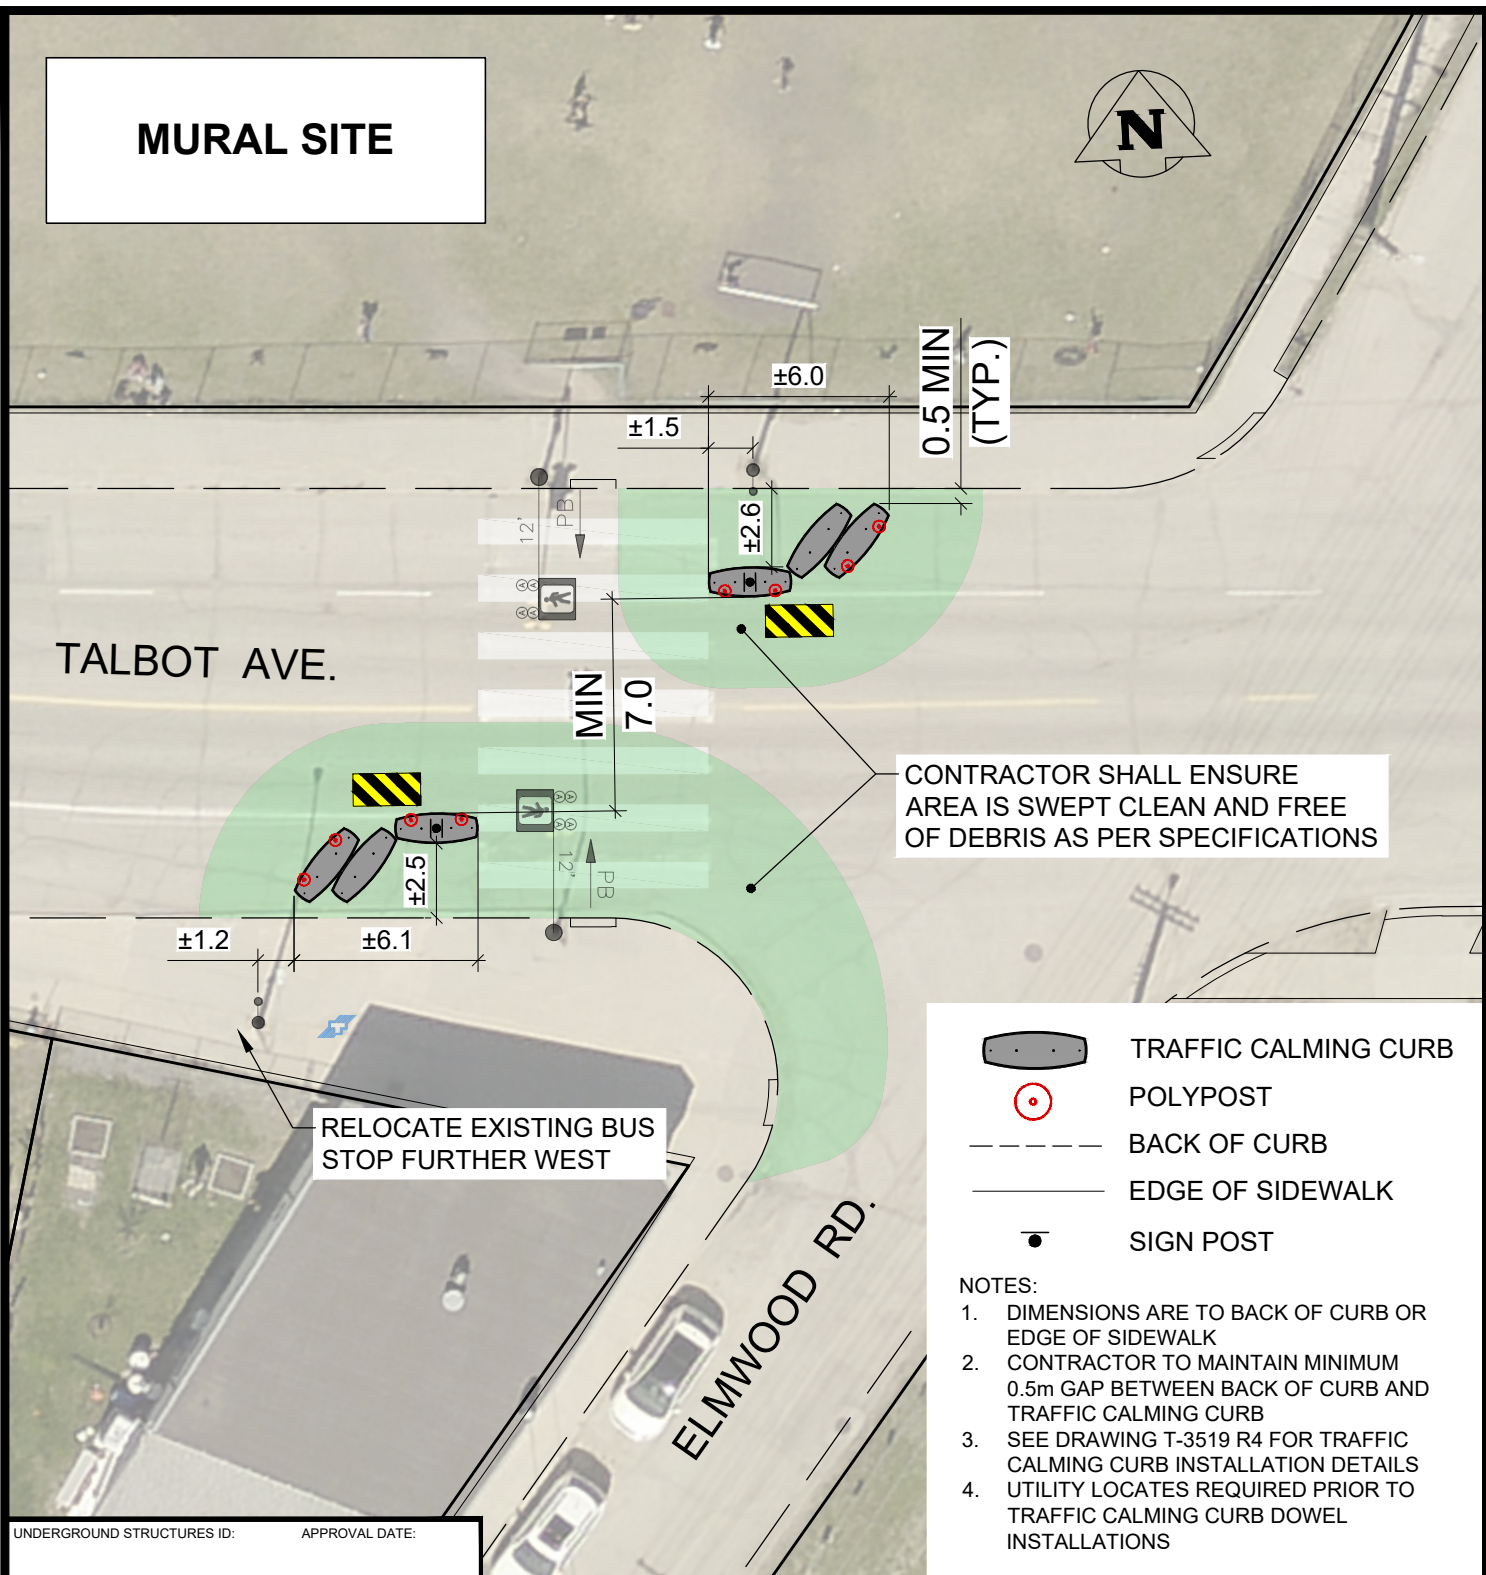 MURAL SITE
N
±6.0
0.5 MIN
(TYP.)
±1.5
±2.6
12'
PB
A A
A A
TALBOT AVE.
MIN
7.0
CONTRACTOR SHALL ENSURE
AREA IS SWEPT CLEAN AND FREE
OF DEBRIS AS PER SPECIFICATIONS
A A
A A
12'
PB
±2.5
±1.2
±6.1
T
RELOCATE EXISTING BUS
STOP FURTHER WEST
ELMWOOD RD.
TRAFFIC CALMING CURB
POLYPOST
BACK OF CURB
EDGE OF SIDEWALK
SIGN POST
NOTES:
1. DIMENSIONS ARE TO BACK OF CURB OR
EDGE OF SIDEWALK
2. CONTRACTOR TO MAINTAIN MINIMUM
0.5m GAP BETWEEN BACK OF CURB AND
TRAFFIC CALMING CURB
3. SEE DRAWING T-3519 R4 FOR TRAFFIC
CALMING CURB INSTALLATION DETAILS
4. UTILITY LOCATES REQUIRED PRIOR TO
TRAFFIC CALMING CURB DOWEL
INSTALLATIONS
UNDERGROUND STRUCTURES ID: APPROVAL DATE: